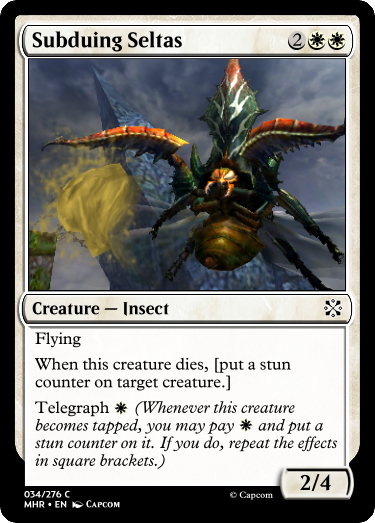 Subduing Seltas 2
Creature — Insect
Flying
When this creature dies, [put a stun
counter on target creature.]
Telegraph (Whenever this creature
becomes tapped, you may pay and put a
stun counter on it. If you do, repeat the effects
in square brackets.)
2/4
034/276 C
MHR • EN Capcom
© Capcom